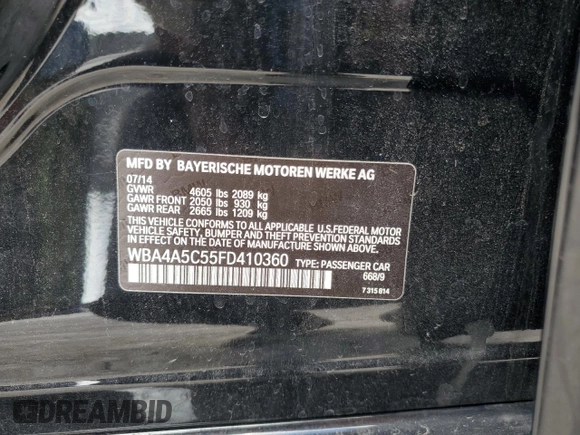 MFD BY BAYERISCHE MOTOREN WERKE AG
07/14
GVWR 4605 lbs 2089 kg
GAWR FRONT 2050 lbs 930 kg
GAWR REAR 2665 lbs 1209 kg
THIS VEHICLE CONFORMS TO ALL APPLICABLE U.S.FEDERAL MOTOR
VEHICLE SAFETY, BUMPER, AND THEFT PREVENTION STANDARDS
IN EFFECT ON THE DATE OF MANUFACTURE SHOWN ABOVE.
WBA4A5C55FD410360 TYPE: PASSENGER CAR
668/9
7 315 814
DREAMBID